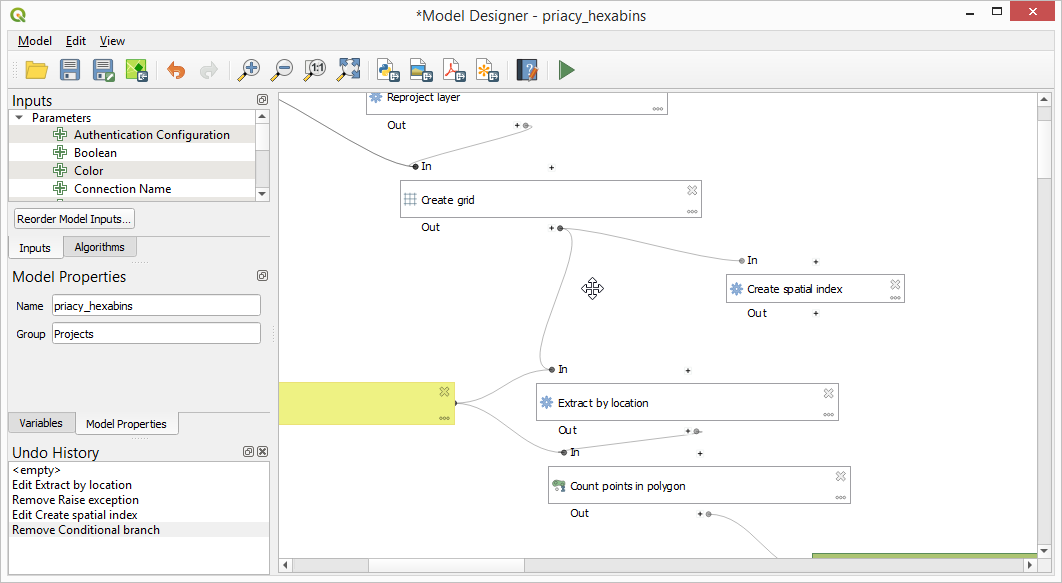 *Model Designer - priacy_hexabins
Model Edit View
1:1
Inputs
Parameters
Authentication Configuration
Boolean
Color
Connection Name
Reorder Model Inputs...
Inputs Algorithms
Model Properties
Name priacy_hexabins
Group Projects
Variables Model Properties
Undo History
<empty>
Edit Extract by location
Remove Raise exception
Edit Create spatial index
Remove Conditional branch
Reproject layer
Out
In
Create grid
Out
In
Create spatial index
Out
In
Extract by location
Out
In
Count points in polygon
Out